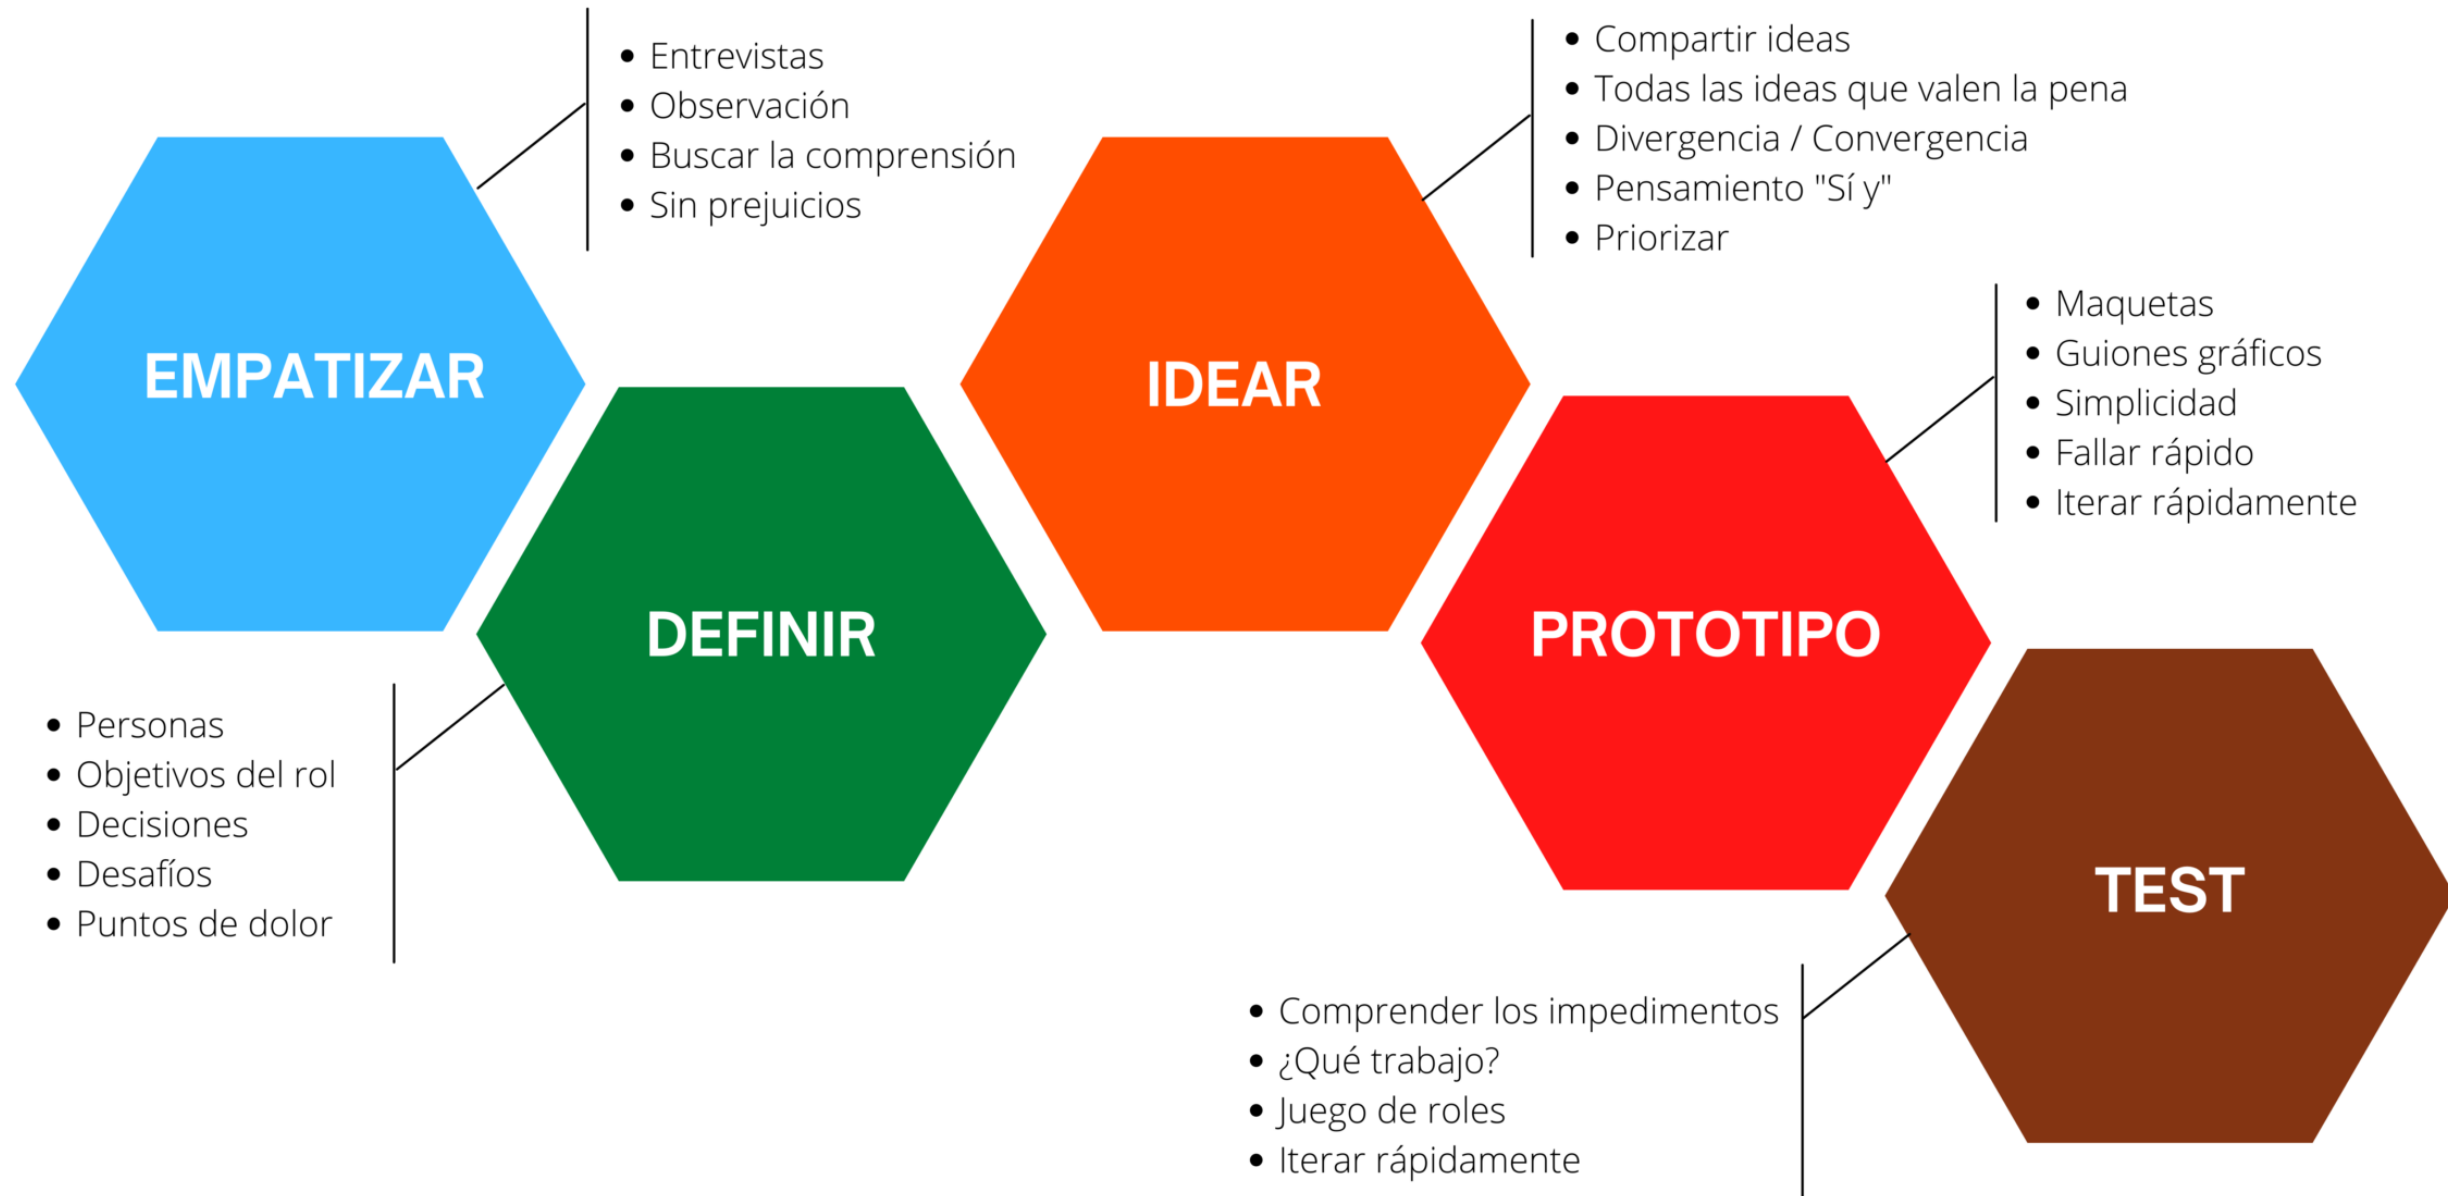 EMPATIZAR
• Entrevistas
• Observación
• Buscar la comprensión
• Sin prejuicios
DEFINIR
• Personas
• Objetivos del rol
• Decisiones
• Desafíos
• Puntos de dolor
IDEAR
• Compartir ideas
• Todas las ideas que valen la pena
• Divergencia / Convergencia
• Pensamiento "Sí y"
• Priorizar
PROTOTIPO
• Maquetas
• Guiones gráficos
• Simplicidad
• Fallar rápido
• Iterar rápidamente
TEST
• Comprender los impedimentos
• ¿Qué trabajo?
• Juego de roles
• Iterar rápidamente